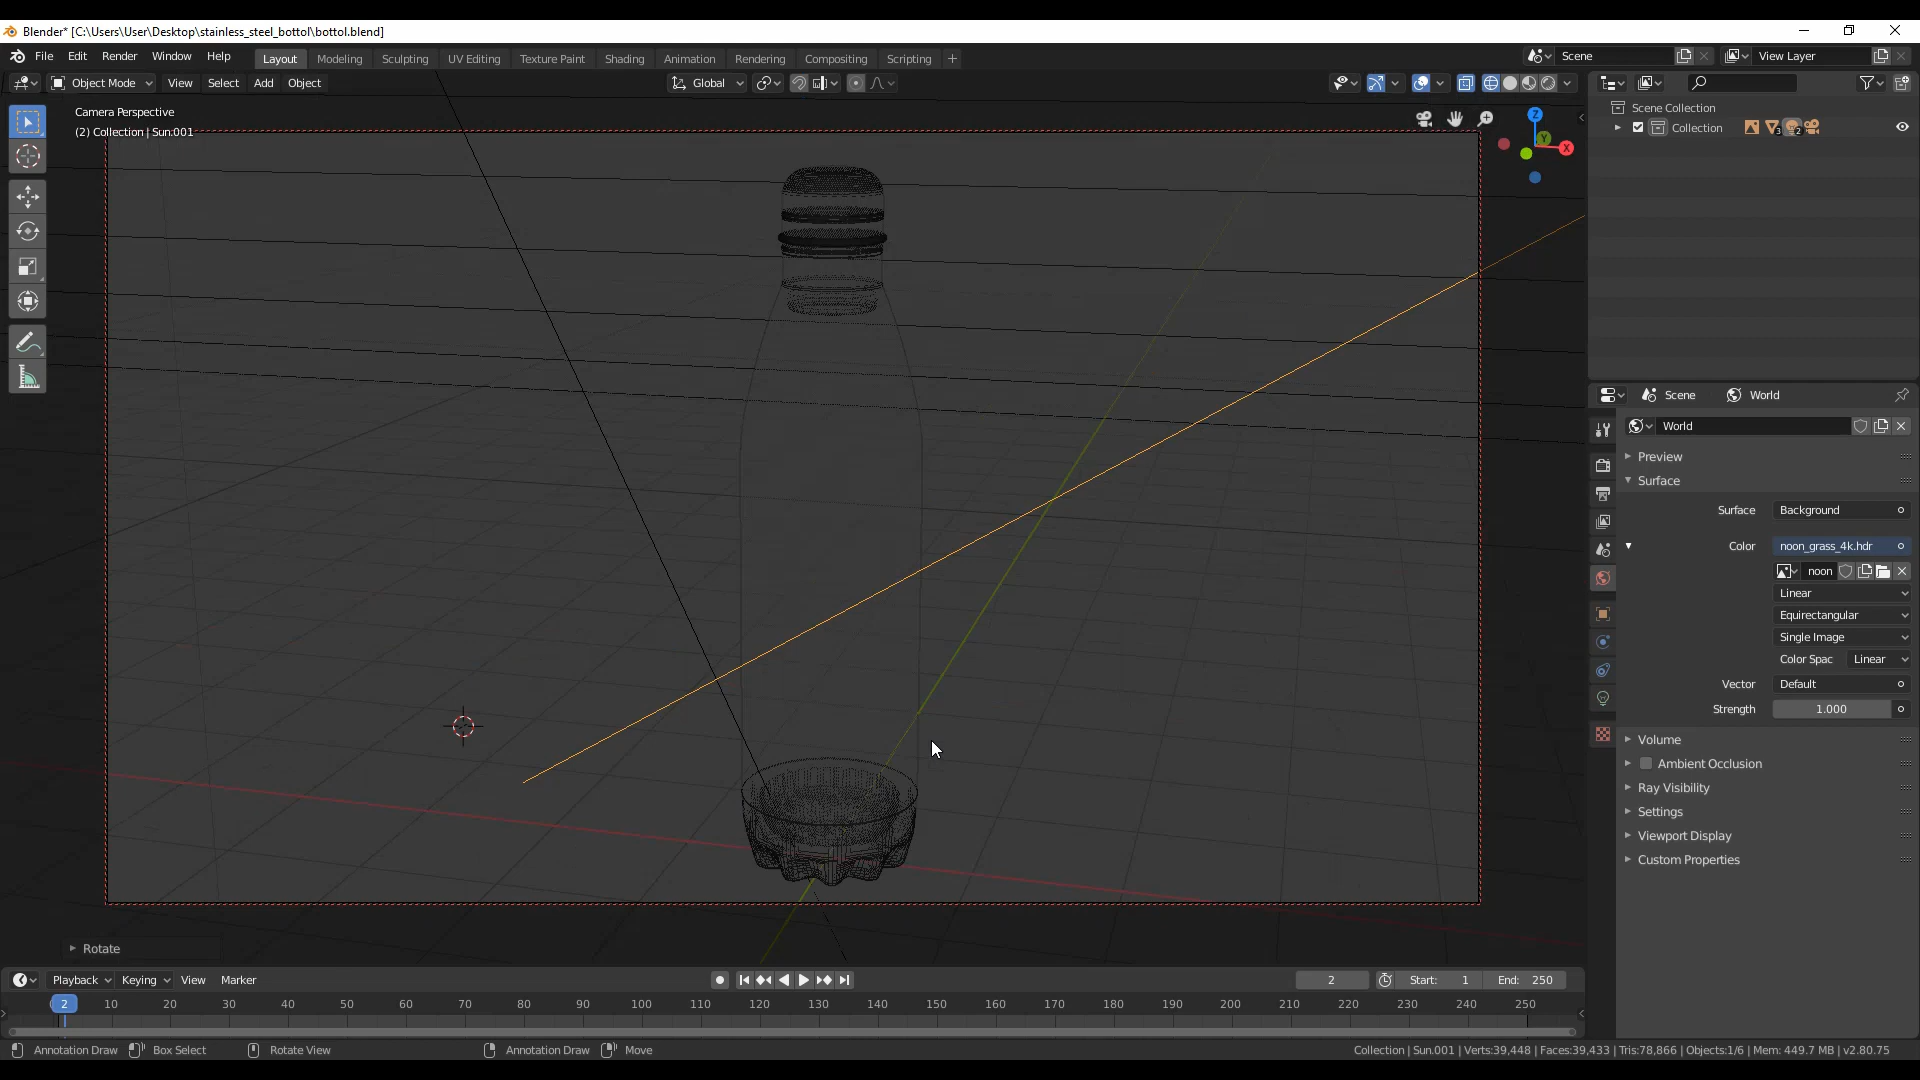 Blender* [C:\Users\User\Desktop\stainless_steel_bottol\bottol.blend]
File Edit Render Window Help Layout Modeling Sculpting UV Editing Texture Paint Shading Animation Rendering Compositing Scripting + Scene View Layer
Object Mode View Select Add Object Global
Camera Perspective
(2) Collection | Sun.001
Z
Y
X
Scene Collection
Collection 3 2
Scene World
World
Preview
Surface
Surface Background
Color noon_grass_4k.hdr
noon
Linear
Equirectangular
Single Image
Color Spac Linear
Vector Default
Strength 1.000
Volume
Ambient Occlusion
Ray Visibility
Settings
Viewport Display
Custom Properties
Rotate
Playback Keying View Marker 2 Start: 1 End: 250
2 10 20 30 40 50 60 70 80 90 100 110 120 130 140 150 160 170 180 190 200 210 220 230 240 250
Annotation Draw Box Select Rotate View Annotation Draw Move Collection | Sun.001 | Verts:39,448 | Faces:39,433 | Tris:78,866 | Objects:1/6 | Mem: 449.7 MB | v2.80.75